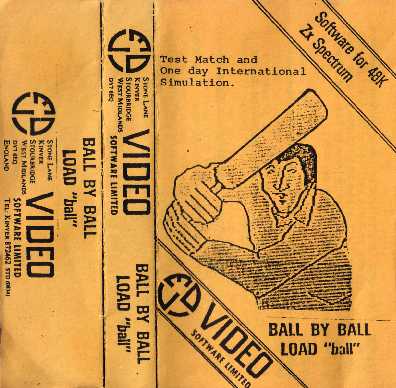 STONE LANE
KINVER
STOURBRIDGE
WEST MIDLANDS
DY7 6EQ
ENGLAND
VIDEO
SOFTWARE LIMITED
TEL: KINVER STD (0384)
BALL BY BALL
LOAD "ball"
STONE LANE
KINVER
STOURBRIDGE
WEST MIDLANDS
DY7 6EQ
VIDEO
SOFTWARE LIMITED
BALL BY BALL
LOAD "ball"
Software for 48K
Zx Spectrum
Test Match and
One day International
Simulation.
VIDEO
SOFTWARE LIMITED
BALL BY BALL
LOAD "ball"